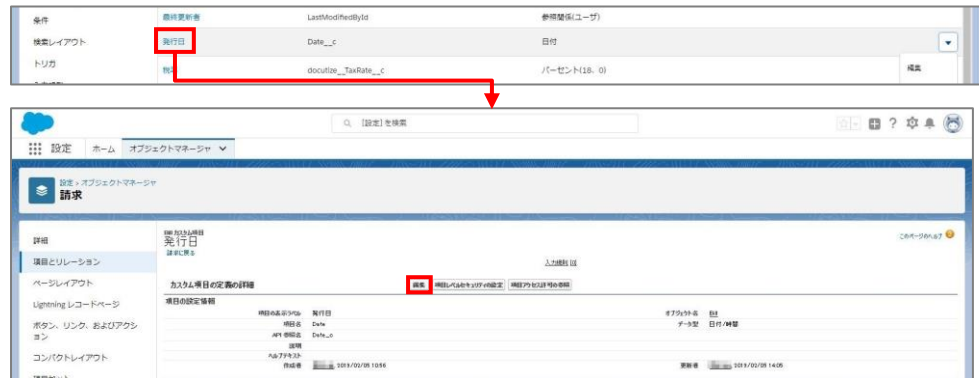 条件
最終更新者 LastModifiedById 参照関係(ユーザ)
検索レイアウト
発行日 Date__c 日付
トリガ
税率 docutize__TaxRate__c パーセント(18、0)
編集
[設定] を検索
設定 ホーム オブジェクトマネージャ
設定 > オブジェクトマネージャ
請求
詳細
項目とリレーション
ページレイアウト
Lightning レコードページ
ボタン、リンク、およびアクション
コンパクトレイアウト
請求 カスタム項目
発行日
請求に戻る
このページのヘルプ
入力規則 [0]
カスタム項目の定義の詳細 編集 項目レベルセキュリティの設定 項目アクセス許可の参照
項目の設定情報
項目の表示ラベル 発行日 オブジェクト名 請求
項目名 Date データ型 日付/時間
API 参照名 Date__c
説明
ヘルプテキスト
作成者 2019/02/05 10:56 更新者 2019/02/05 14:05